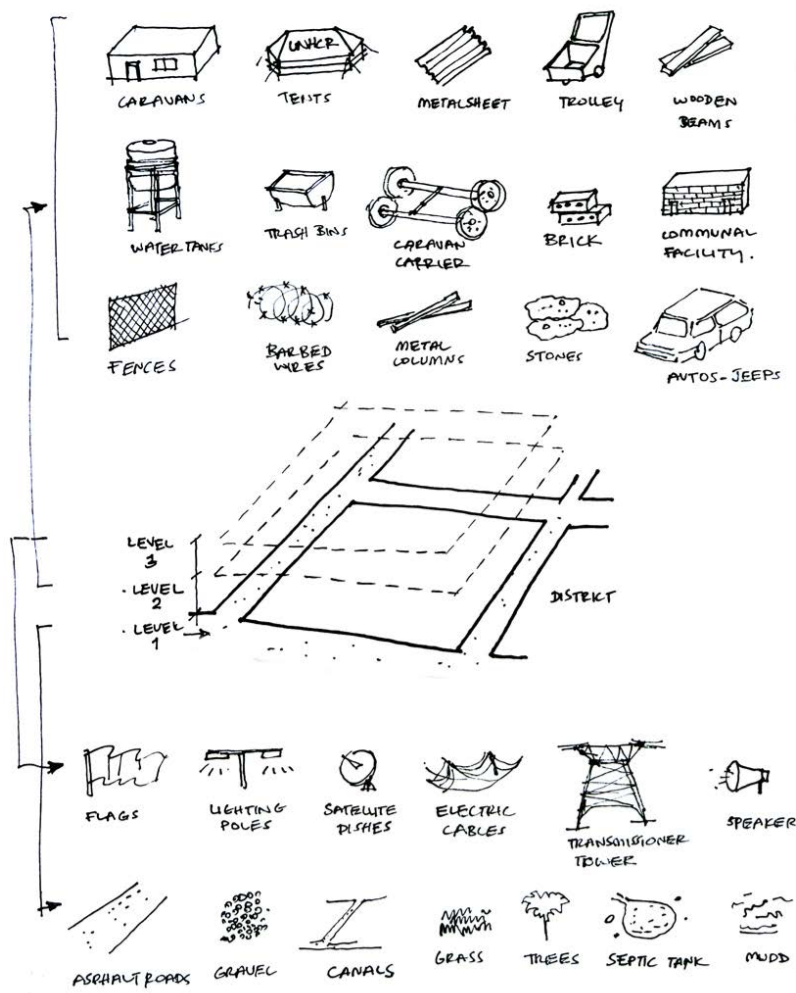 CARAVANS
UNHCR
TENTS
METALSHEET
TROLLEY
WOODEN
BEAMS
WATER TANKS
TRASH BINS
CARAVAN
CARRIER
BRICK
COMMUNAL
FACILITY.
FENCES
BARBED
WIRES
METAL
COLUMNS
STONES
AUTOS-JEEPS
LEVEL
3
. LEVEL
2
. LEVEL
1
DISTRICT
FLAGS
LIGHTING
POLES
SATELLITE
DISHES
ELECTRIC
CABLES
TRANSMISSIONER
TOWER
SPEAKER
ASPHALT ROADS
GRAVEL
CANALS
GRASS
TREES
SEPTIC TANK
MUDD